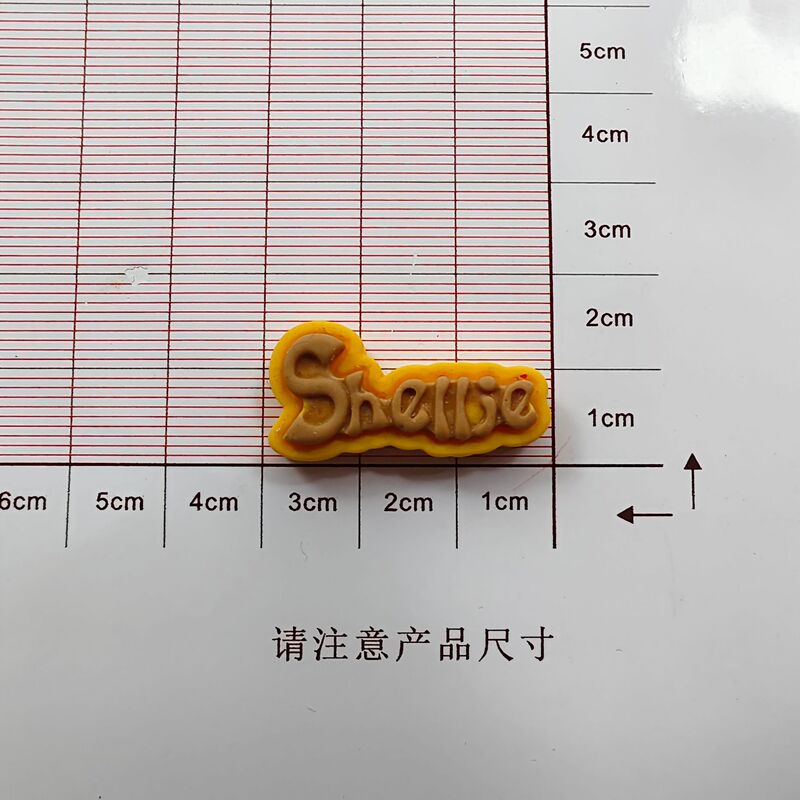 5cm
4cm
3cm
2cm
1cm
Shellie
6cm 5cm 4cm 3cm 2cm 1cm
请注意产品尺寸